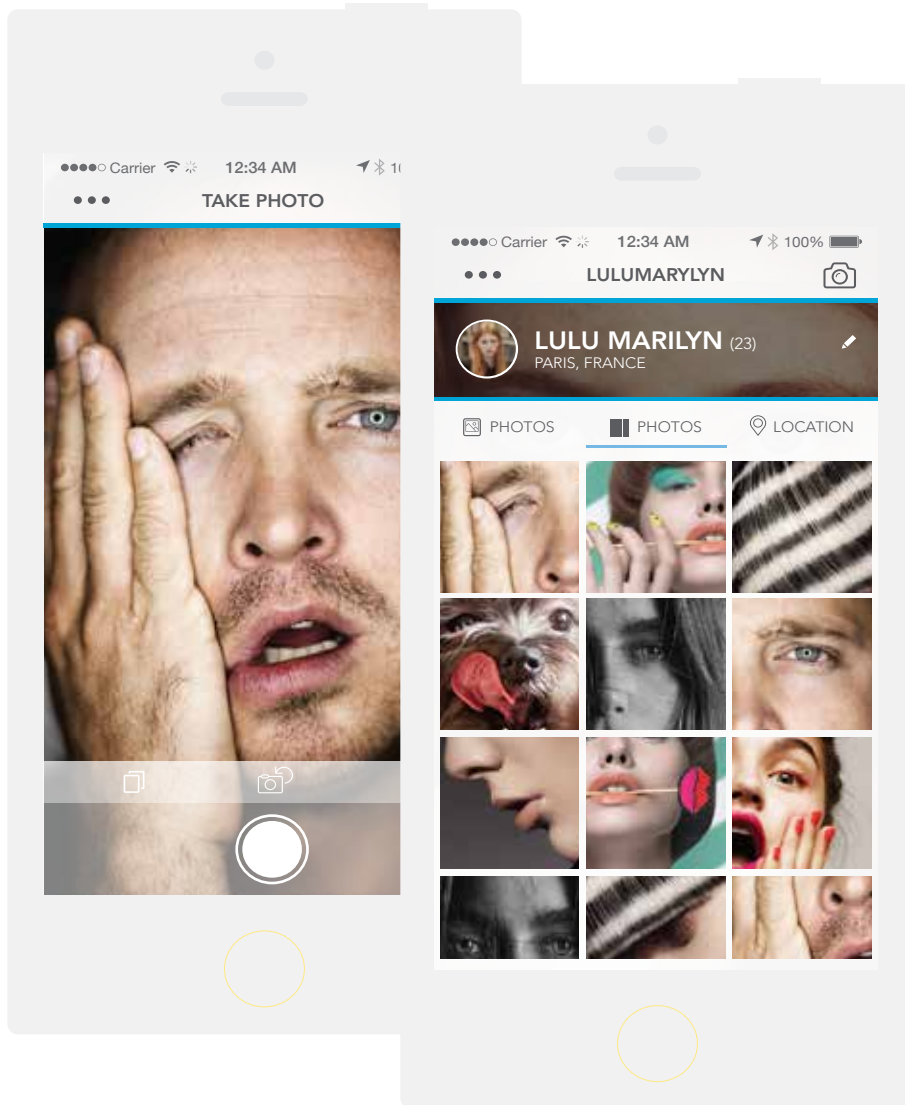 Carrier 12:34 AM
TAKE PHOTO
Carrier 12:34 AM 100%
LULUMARYLYN
LULU MARILYN (23)
PARIS, FRANCE
PHOTOS PHOTOS LOCATION